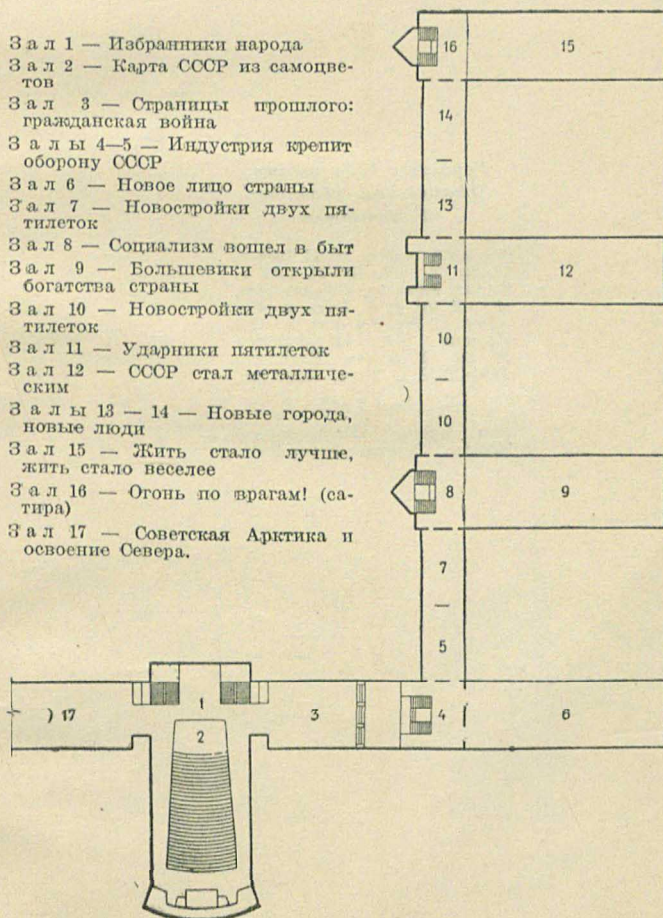 Зал 1 — Избранники народа
Зал 2 — Карта СССР из самоцве-
тов
Зал 3 — Страницы прошлого:
гражданская война
Залы 4—5 — Индустрия крепит
оборону СССР
Зал 6 — Новое лицо страны
Зал 7 — Новостройки двух пя-
тилеток
Зал 8 — Социализм вошел в быт
Зал 9 — Большевики открыли
богатства страны
Зал 10 — Новостройки двух пя-
тилеток
Зал 11 — Ударники пятилеток
Зал 12 — СССР стал металличе-
ским
Залы 13 — 14 — Новые города,
новые люди
Зал 15 — Жить стало лучше,
жить стало веселее
Зал 16 — Огонь по врагам! (са-
тира)
Зал 17 — Советская Арктика и
освоение Севера.
16 15
14
13
11 12
10
10
8 9
7
5
17 1 3 4 6
2